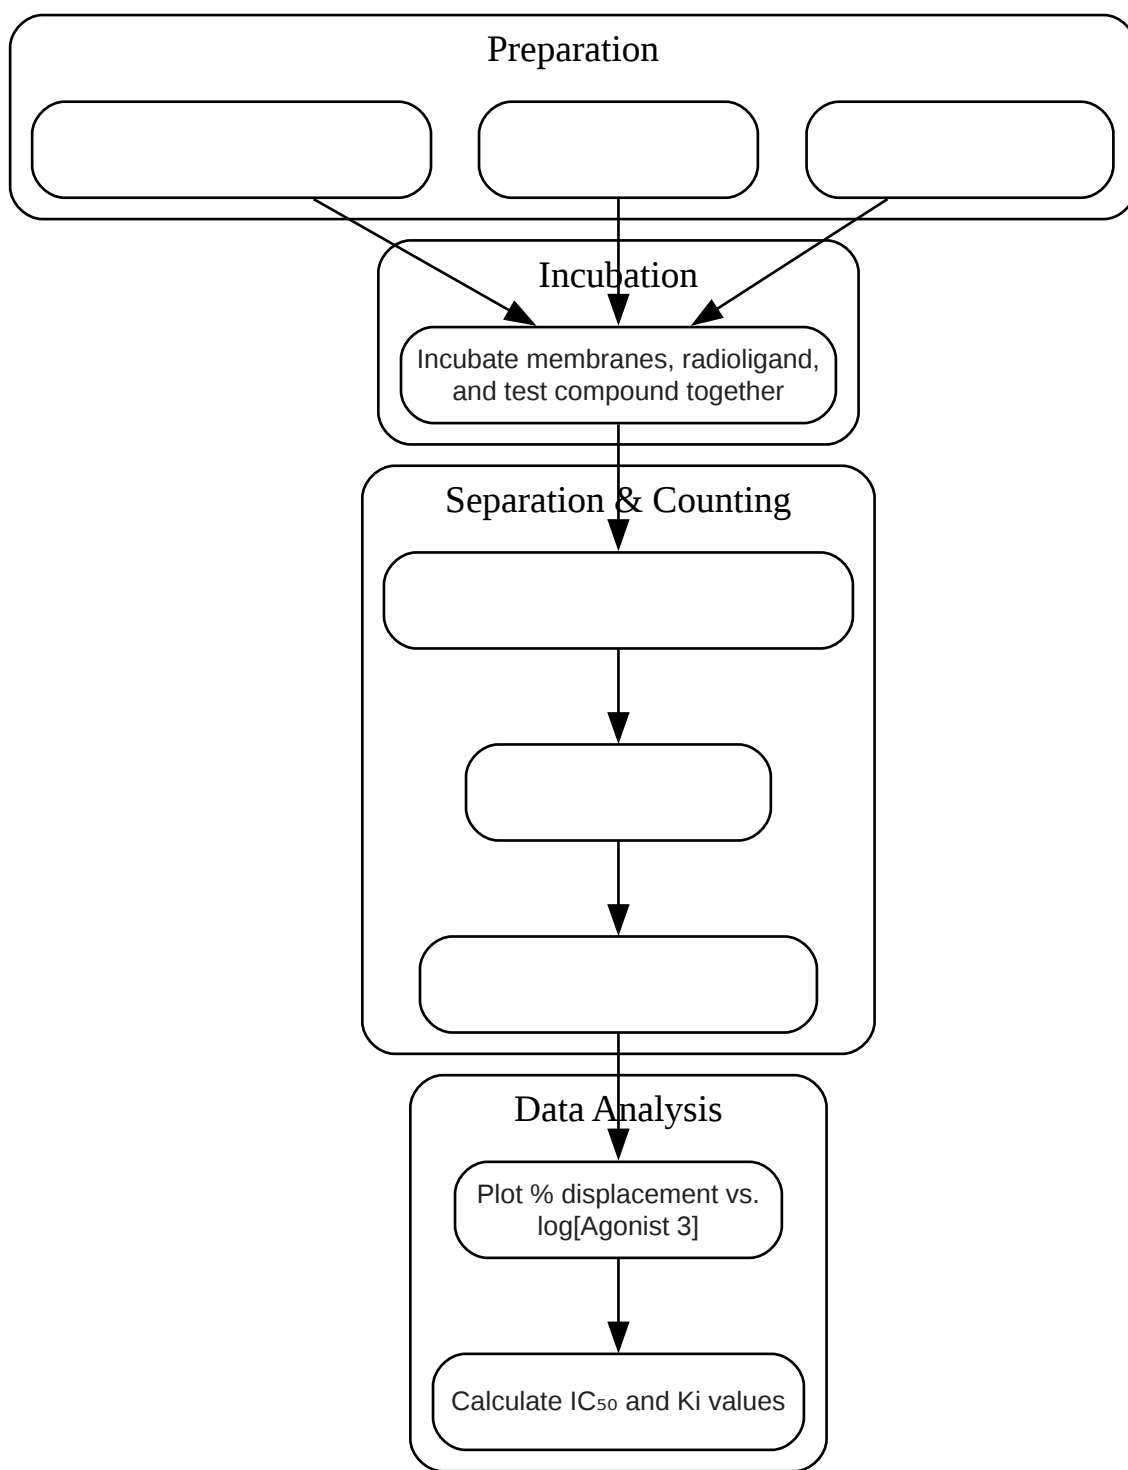 Preparation
Incubation
Incubate membranes, radioligand,
and test compound together
Separation & Counting
Data Analysis
Plot % displacement vs.
log[Agonist 3]
Calculate IC₅₀ and Ki values